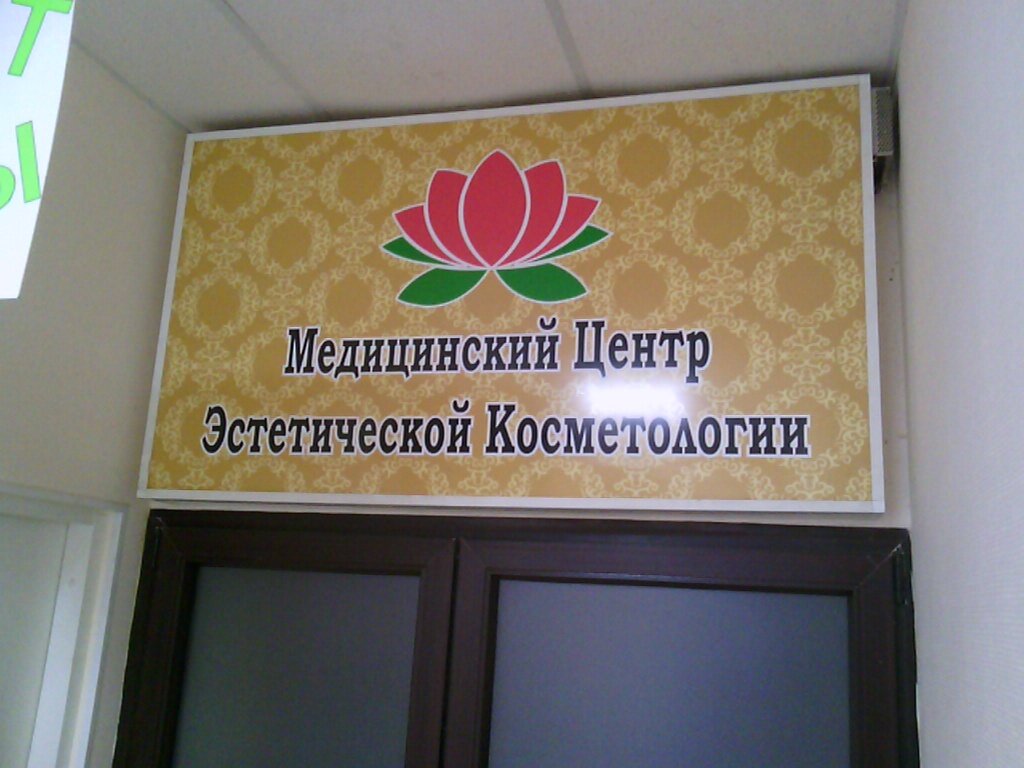 Медицинский Центр
Эстетической Косметологии